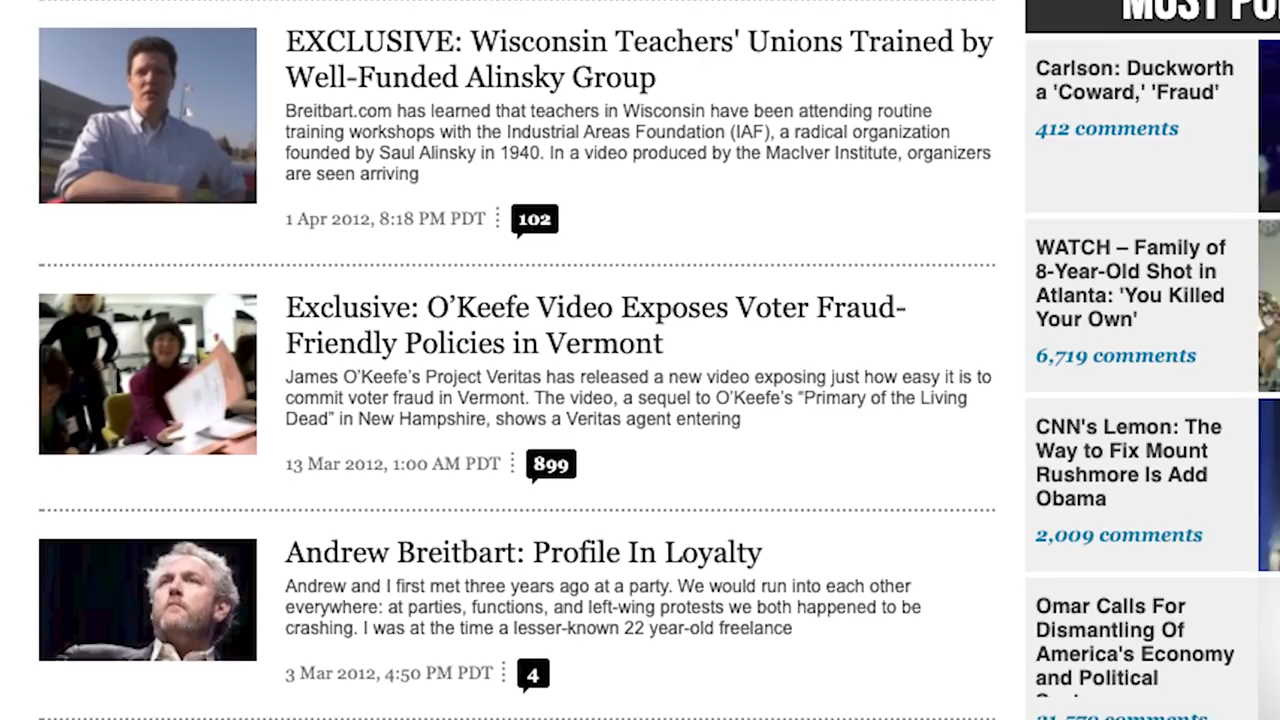 EXCLUSIVE: Wisconsin Teachers' Unions Trained by
Well-Funded Alinsky Group
Breitbart.com has learned that teachers in Wisconsin have been attending routine
training workshops with the Industrial Areas Foundation (IAF), a radical organization
founded by Saul Alinsky in 1940. In a video produced by the MacIver Institute, organizers
are seen arriving
1 Apr 2012, 8:18 PM PDT
102
Exclusive: O’Keefe Video Exposes Voter Fraud-
Friendly Policies in Vermont
James O’Keefe’s Project Veritas has released a new video exposing just how easy it is to
commit voter fraud in Vermont. The video, a sequel to O’Keefe’s “Primary of the Living
Dead” in New Hampshire, shows a Veritas agent entering
13 Mar 2012, 1:00 AM PDT
899
Andrew Breitbart: Profile In Loyalty
Andrew and I first met three years ago at a party. We would run into each other
everywhere: at parties, functions, and left-wing protests we both happened to be
crashing. I was at the time a lesser-known 22 year-old freelance
3 Mar 2012, 4:50 PM PDT
4
MOST
Carlson: Duckworth
a 'Coward,' 'Fraud'
412 comments
WATCH – Family of
8-Year-Old Shot in
Atlanta: 'You Killed
Your Own'
6,719 comments
CNN's Lemon: The
Way to Fix Mount
Rushmore Is Add
Obama
2,009 comments
Omar Calls For
Dismantling Of
America's Economy
and Political
comments